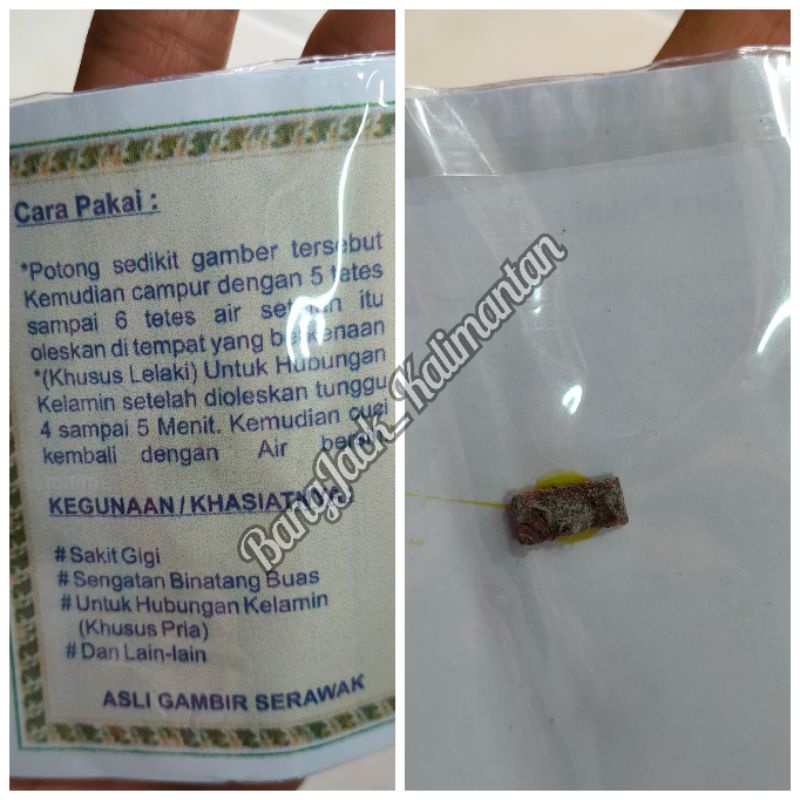 Cara Pakai :
*Potong sedikit gamber tersebut
Kemudian campur dengan 5 tetes
sampai 6 tetes air setelah itu
oleskan di tempat yang berkenaan
*(Khusus Lelaki) Untuk Hubungan
Kelamin setelah dioleskan tunggu
4 sampai 5 Menit. Kemudian cuci
kembali dengan Air bersih
KEGUNAAN / KHASIATNYA
#Sakit Gigi
#Sengatan Binatang Buas
#Untuk Hubungan Kelamin
(Khusus Pria)
#Dan Lain-lain
ASLI GAMBIR SERAWAK
BangJack_Kalimantan